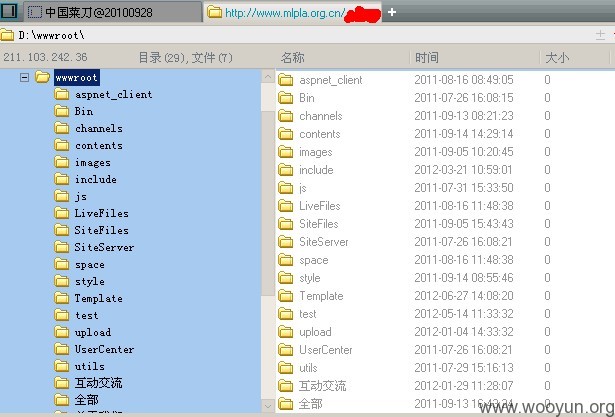 中国菜刀@20100928 http://www.mlpla.org.cn/ +
D:\wwwroot\
211.103.242.36 目录(29),文件(7) 名称 时间 大小
wwwroot
aspnet_client
Bin
channels
contents
images
include
js
LiveFiles
SiteFiles
SiteServer
space
style
Template
test
upload
UserCenter
utils
互动交流
全部
aspnet_client 2011-08-16 08:49:05 0
Bin 2011-07-26 16:08:15 0
channels 2011-09-13 08:21:23 0
contents 2011-09-14 14:29:14 0
images 2011-09-05 10:20:45 0
include 2012-03-21 10:59:01 0
js 2011-07-31 15:33:50 0
LiveFiles 2011-08-16 11:48:38 0
SiteFiles 2011-09-05 15:43:43 0
SiteServer 2011-07-26 16:08:21 0
space 2011-08-16 11:48:38 0
style 2011-09-14 08:55:46 0
Template 2012-06-27 14:08:20 0
test 2012-05-14 11:33:32 0
upload 2012-01-04 14:33:32 0
UserCenter 2011-07-26 16:08:21 0
utils 2011-07-29 15:16:13 0
互动交流 2012-01-29 11:28:07 0
全部 2011-09-13 16:43:24 0
www.wooyun.org